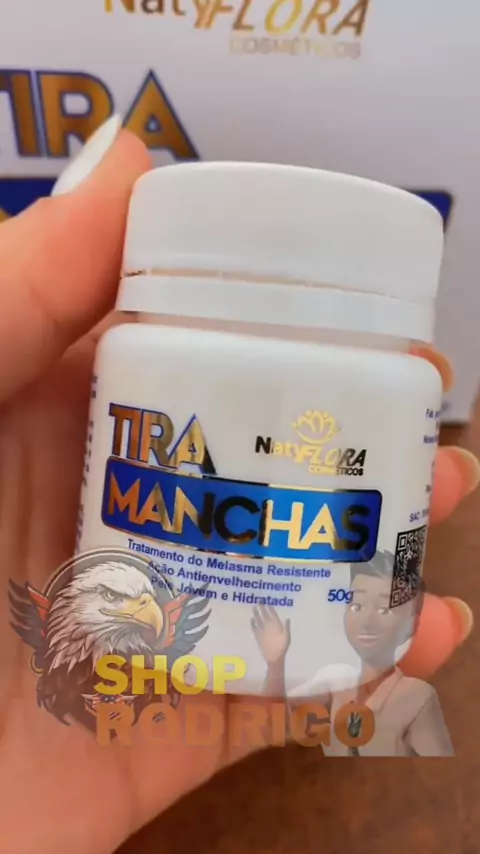 NatyFLORA
COSMÉTICOS
TIRA
TIRA
NatyFLORA
COSMÉTICOS
MANCHAS
Tratamento do Melasma Resistente
Ação Antienvelhecimento
Pele Jovem e Hidratada
50g
SAC:
SHOP
RODRIGO